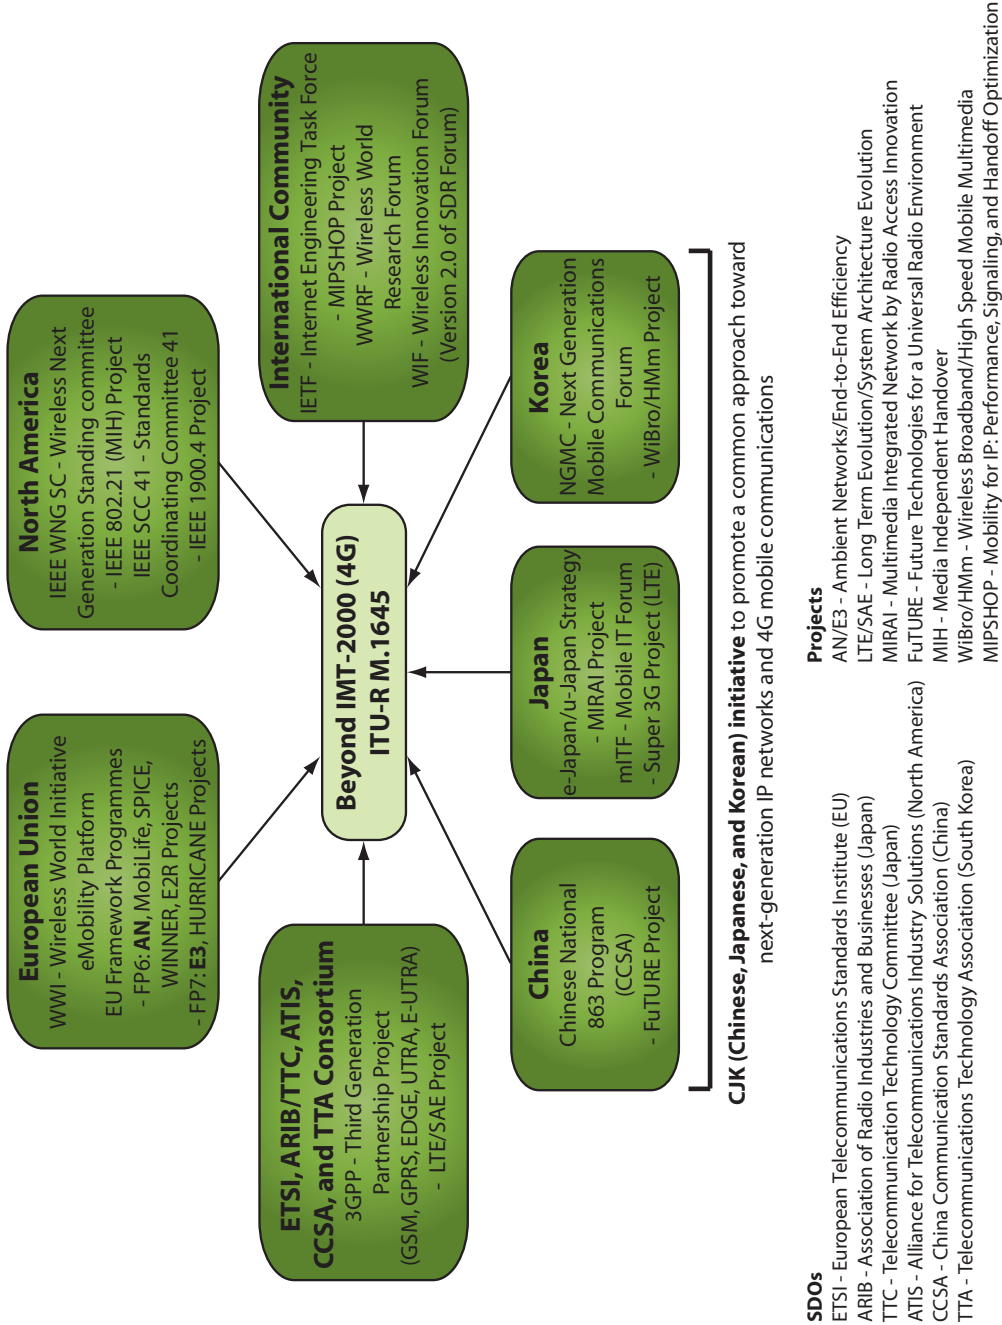 European Union
WWI - Wireless World Initiative
eMobility Platform
EU Framework Programmes
- FP6: AN, MobiLife, SPICE,
WINNER, E2R Projects
- FP7: E3, HURRICANE Projects
North America
IEEE WNG SC - Wireless Next
Generation Standing committee
- IEEE 802.21 (MIH) Project
IEEE SCC 41 - Standards
Coordinating Committee 41
- IEEE 1900.4 Project
ETSI, ARIB/TTC, ATIS,
CCSA, and TTA Consortium
3GPP - Third Generation
Partnership Project
(GSM, GPRS, EDGE, UTRA, E-UTRA)
- LTE/SAE Project
Beyond IMT-2000 (4G)
ITU-R M.1645
International Community
IETF - Internet Engineering Task Force
- MIPSHOP Project
WWRF - Wireless World
Research Forum
WIF - Wireless Innovation Forum
(Version 2.0 of SDR Forum)
China
Chinese National
863 Program
(CCSA)
- FuTURE Project
Japan
e-Japan/u-Japan Strategy
- MIRAI Project
mITF - Mobile IT Forum
- Super 3G Project (LTE)
Korea
NGMC - Next Generation
Mobile Communications
Forum
- WiBro/HMm Project
CJK (Chinese, Japanese, and Korean) initiative to promote a common approach toward
next-generation IP networks and 4G mobile communications
SDOs
ETSI - European Telecommunications Standards Institute (EU)
ARIB - Association of Radio Industries and Businesses (Japan)
TTC - Telecommunication Technology Committee (Japan)
ATIS - Alliance for Telecommunications Industry Solutions (North America)
CCSA - China Communication Standards Association (China)
TTA - Telecommunications Technology Association (South Korea)
Projects
AN/E3 - Ambient Networks/End-to-End Efficiency
LTE/SAE - Long Term Evolution/System Architecture Evolution
MIRAI - Multimedia Integrated Network by Radio Access Innovation
FuTURE - Future Technologies for a Universal Radio Environment
MIH - Media Independent Handover
WiBro/HMm - Wireless Broadband/High Speed Mobile Multimedia
MIPSHOP - Mobility for IP: Performance, Signaling, and Handoff Optimization